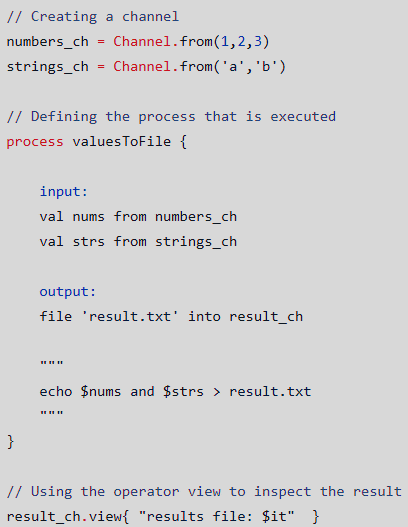 // Creating a channel
numbers_ch = Channel.from(1,2,3)
strings_ch = Channel.from('a','b')
// Defining the process that is executed
process valuesToFile {
input:
val nums from numbers_ch
val strs from strings_ch
output:
file 'result.txt' into result_ch
"""
echo $nums and $strs > result.txt
"""
}
// Using the operator view to inspect the result
result_ch.view{ "results file: $it"  }